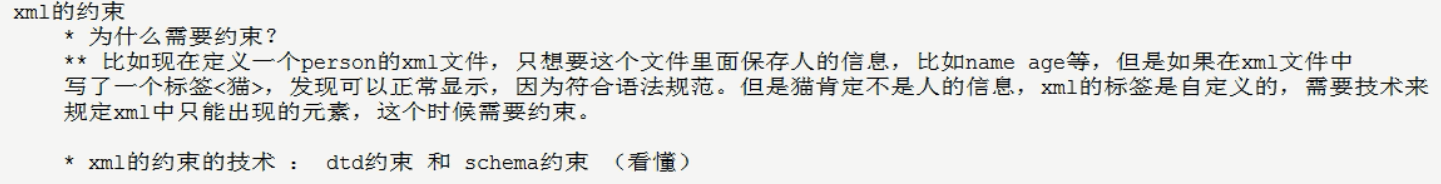 xml的约束
* 为什么需要约束？
** 比如现在定义一个person的xml文件，只想要这个文件里面保存人的信息，比如name age等，但是如果在xml文件中
写了一个标签<猫>，发现可以正常显示，因为符合语法规范。但是猫肯定不是人的信息，xml的标签是自定义的，需要技术来
规定xml中只能出现的元素，这个时候需要约束。
* xml的约束的技术 ： dtd约束 和 schema约束 （看懂）